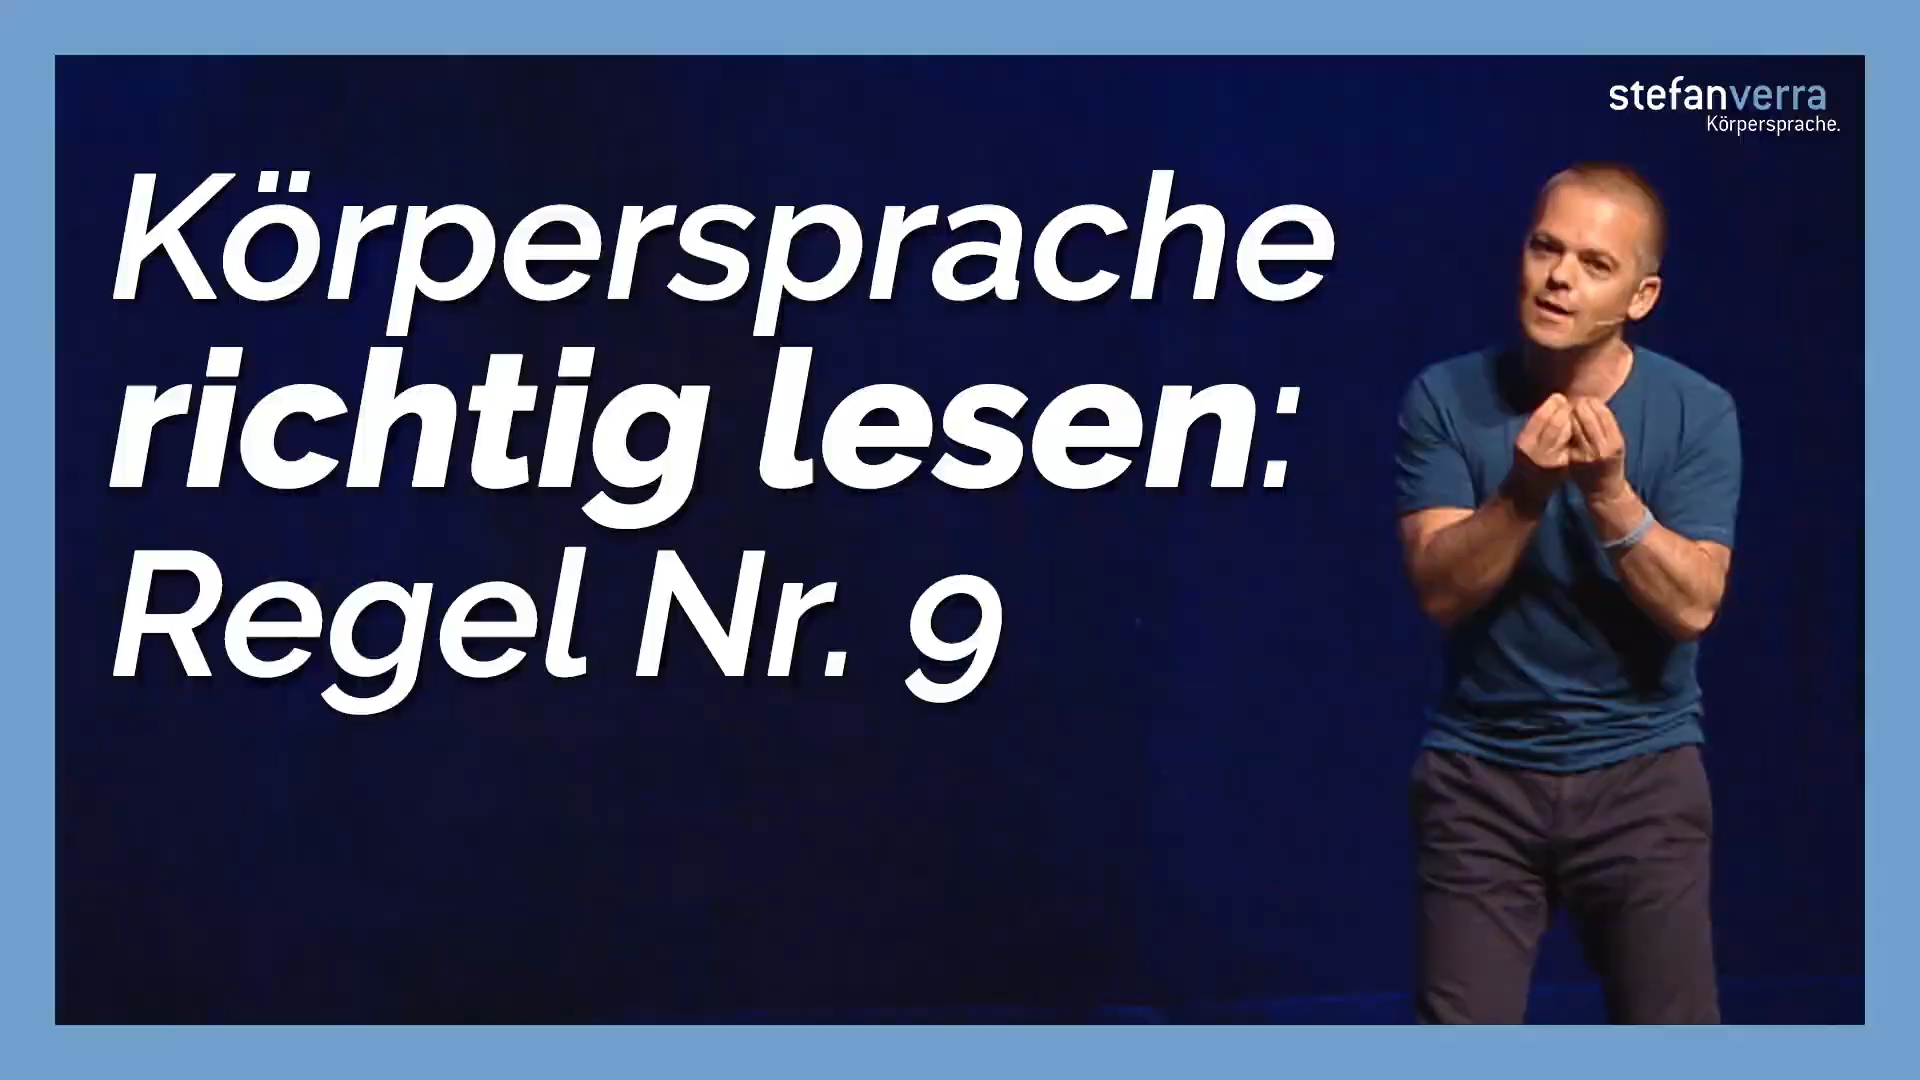 stefanverra
Körpersprache.
Körpersprache
richtig lesen:
Regel Nr. 9